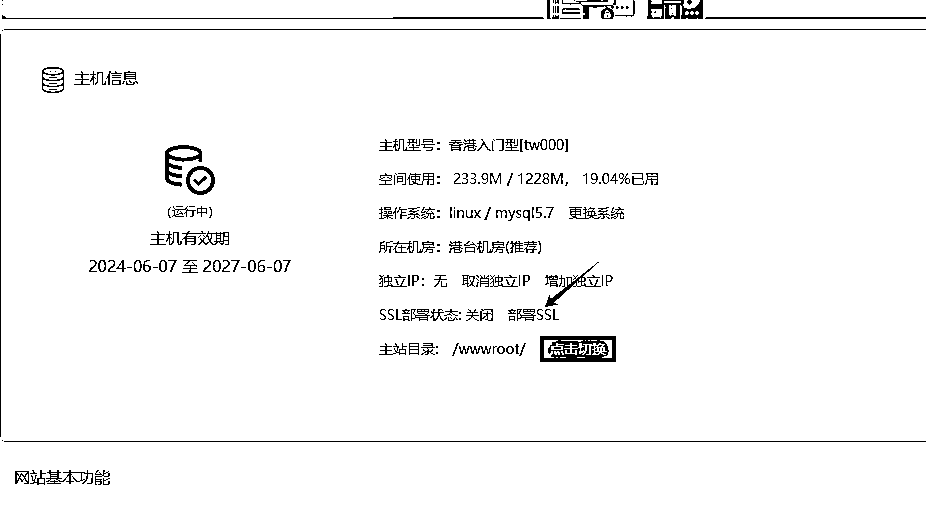 主机信息
(运行中)
主机有效期
2024-06-07 至 2027-06-07
主机型号：香港入门型[tw000]
空间使用： 233.9M / 1228M， 19.04%已用
操作系统：linux / mysql5.7 更换系统
所在机房：港台机房(推荐)
独立IP：无 取消独立IP 增加独立IP
SSL部署状态: 关闭 部署SSL
主站目录： /wwwroot/ 点击切换
网站基本功能